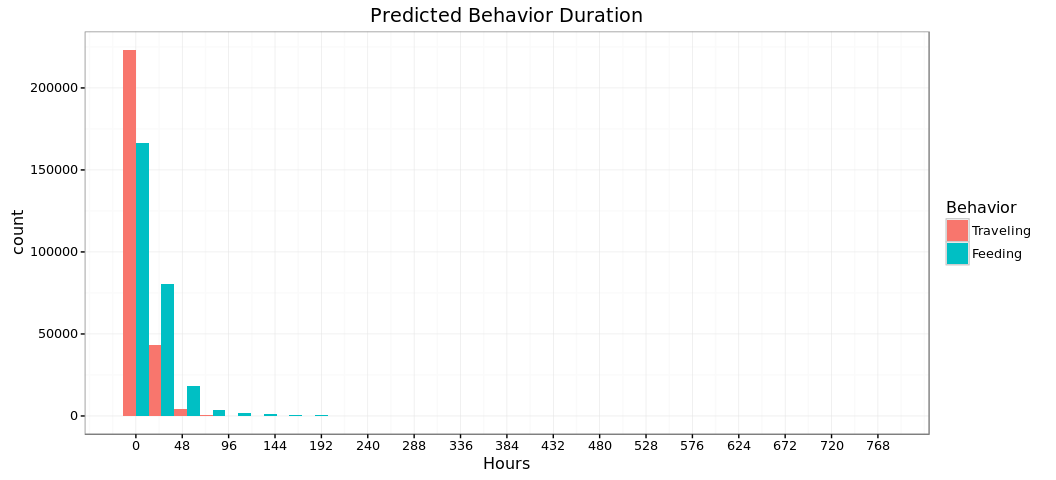 Predicted Behavior Duration
200000
150000
100000
50000
0
count
0 48 96 144 192 240 288 336 384 432 480 528 576 624 672 720 768
Hours
Behavior
Traveling
Feeding